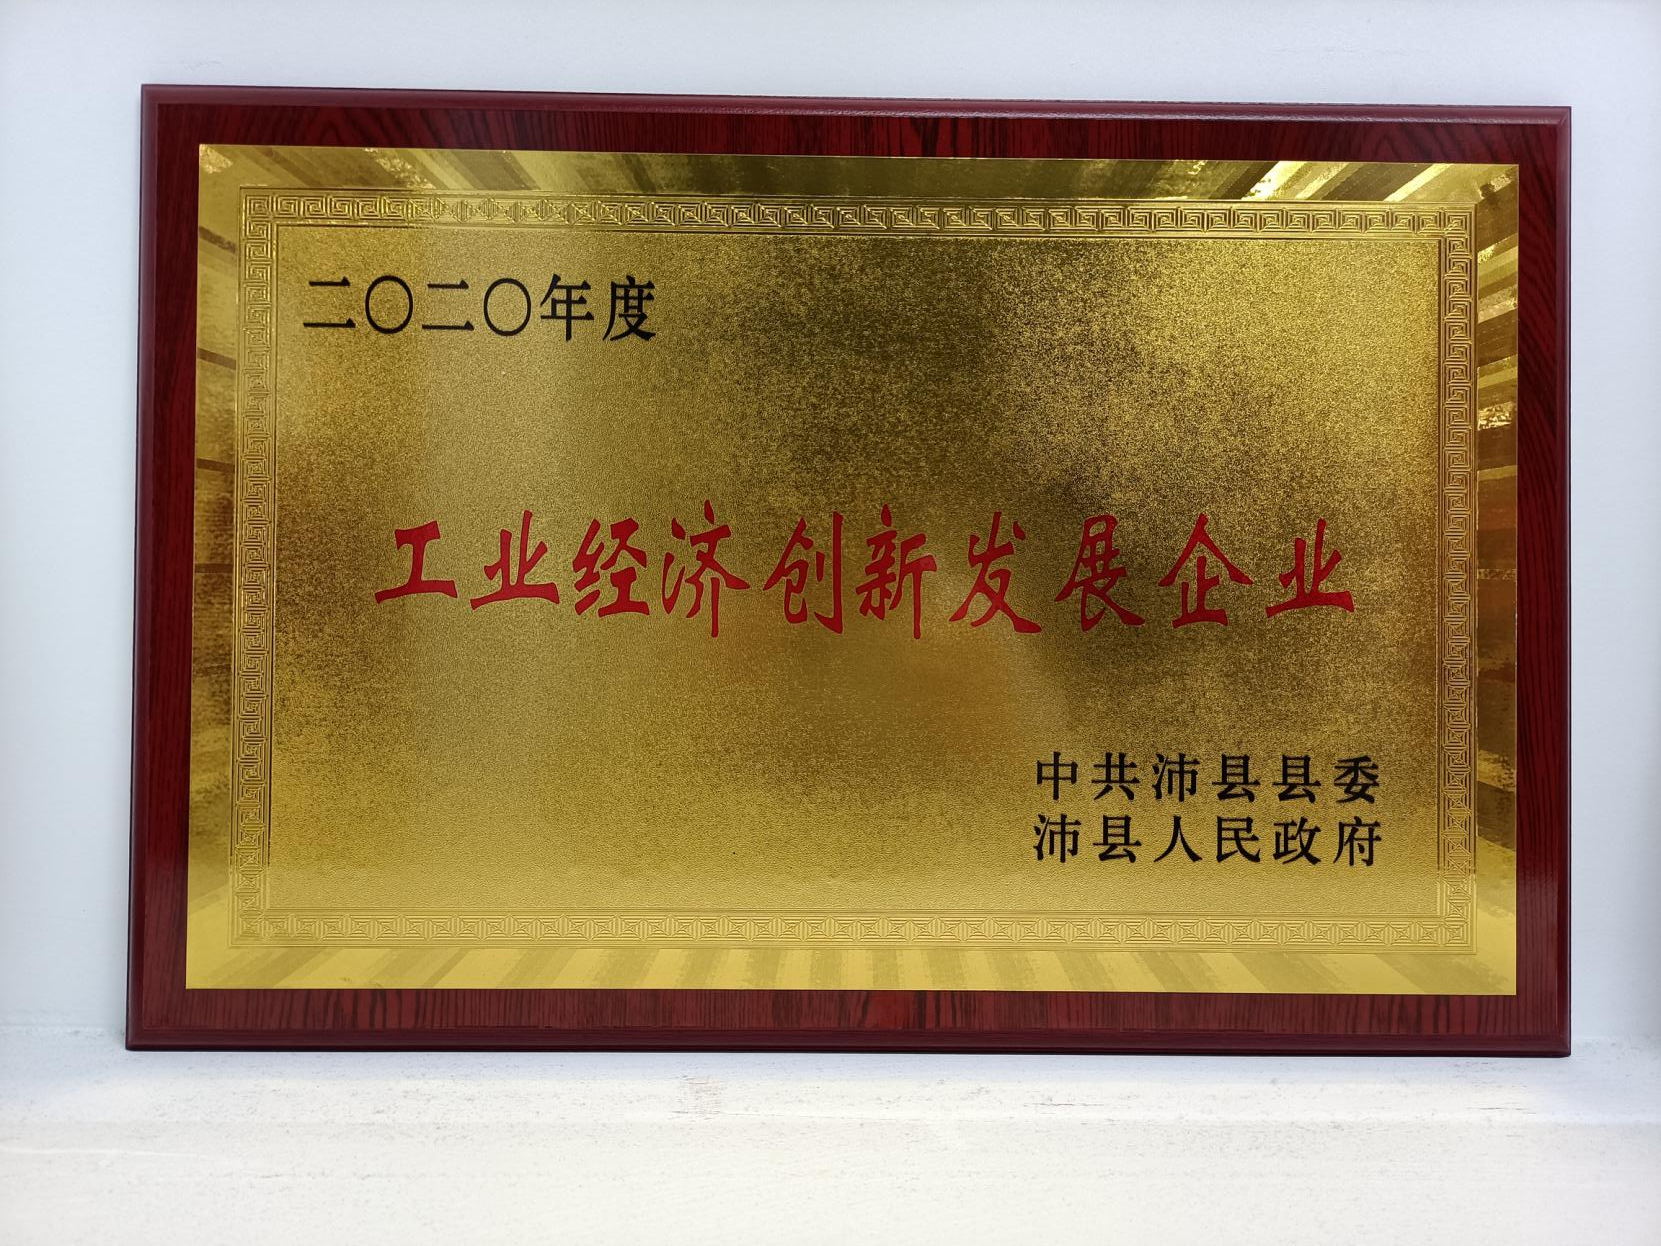 二〇二〇年度
工业经济创新发展企业
中共沛县县委
沛县人民政府